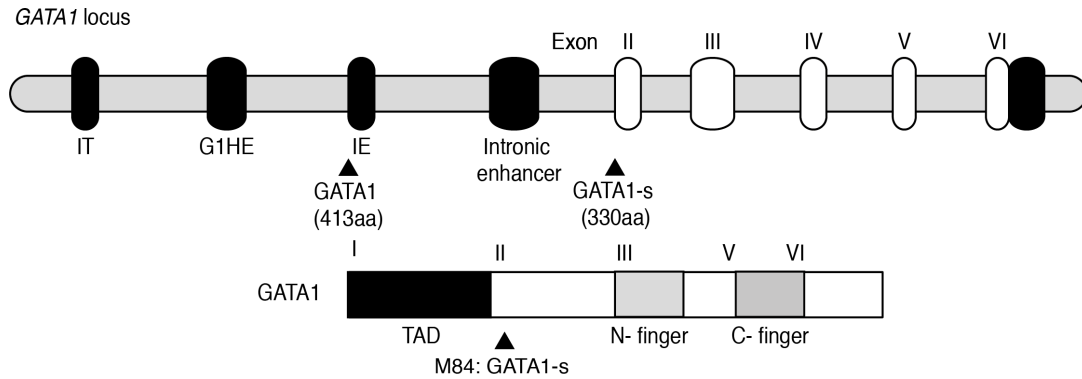 GATA1 locus
Exon II III IV V VI
IT G1HE IE Intronic
enhancer
GATA1 GATA1-s
(413aa) (330aa)
I II III V VI
GATA1
TAD N- finger C- finger
M84: GATA1-s